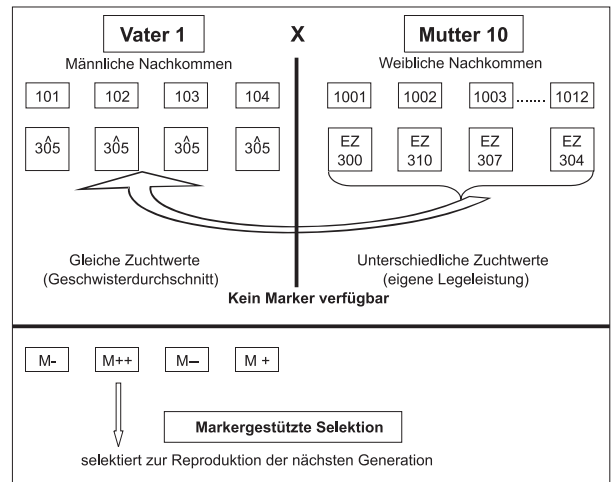 Vater 1 X Mutter 10
Männliche Nachkommen Weibliche Nachkommen
101 102 103 104 1001 1002 1003 ....... 1012
305̂ 305̂ 305̂ 305̂ EZ EZ EZ EZ
300 310 307 304
Gleiche Zuchtwerte Unterschiedliche Zuchtwerte
(Geschwisterdurchschnitt) (eigene Legeleistung)
Kein Marker verfügbar
M- M++ M-- M +
Markergestützte Selektion
selektiert zur Reproduktion der nächsten Generation